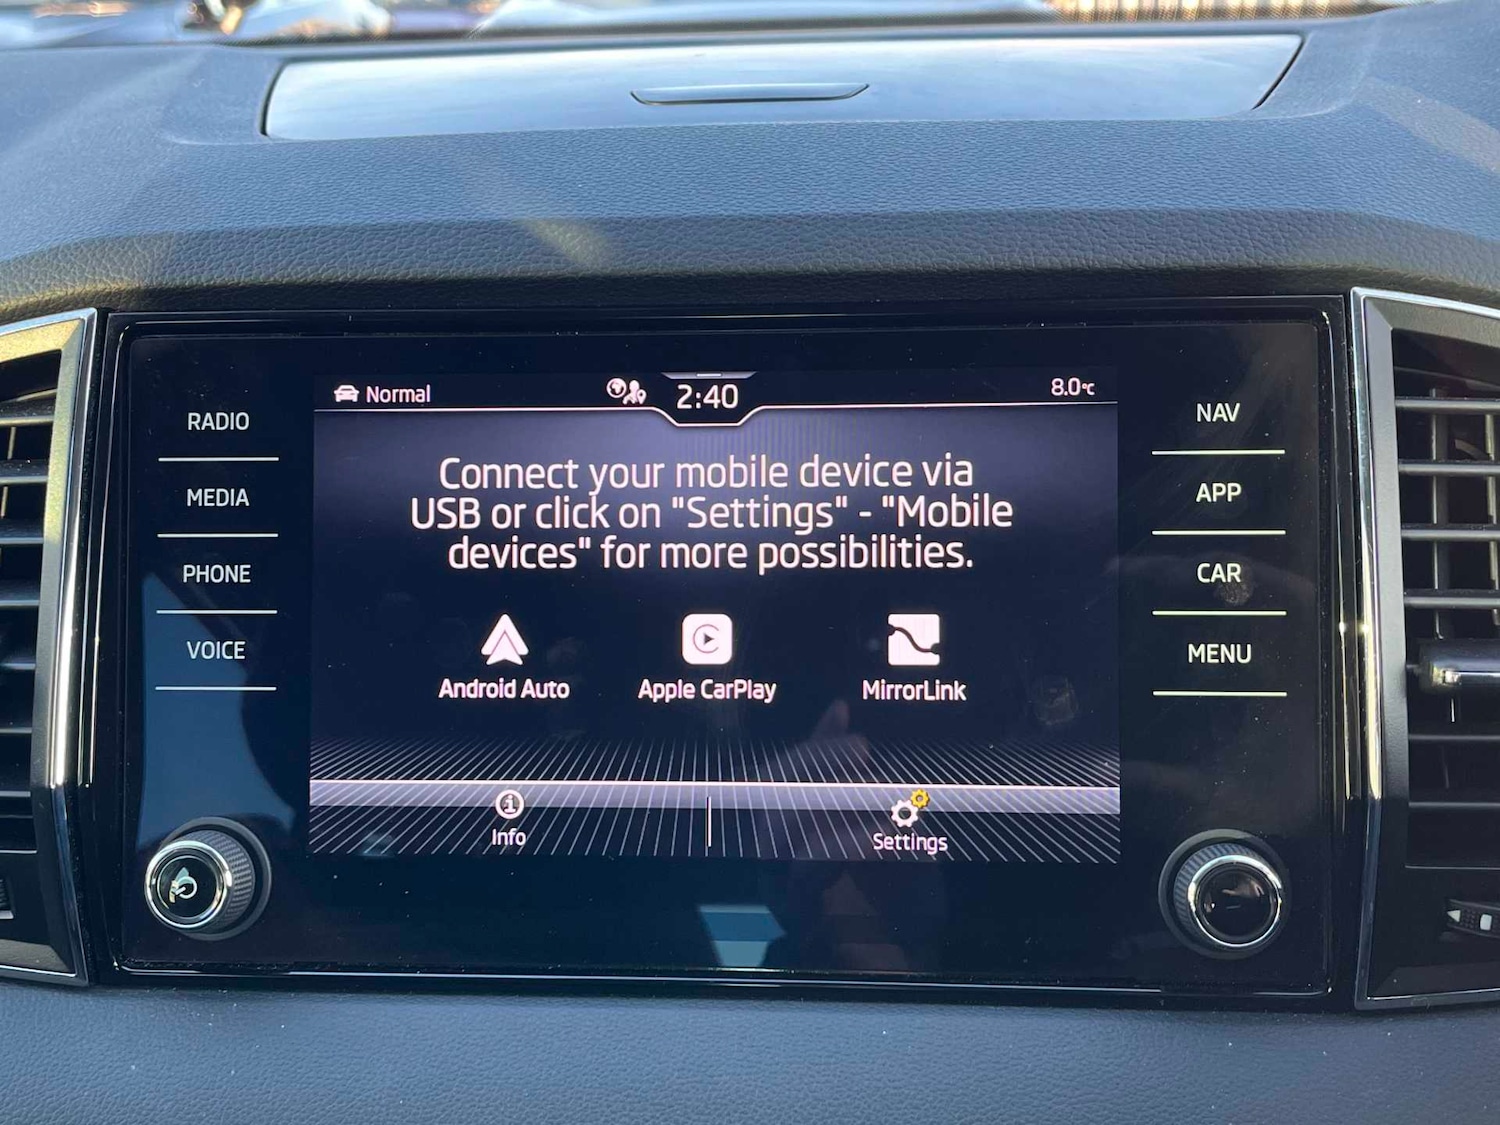 Normal
2:40
8.0°C
RADIO
MEDIA
PHONE
VOICE
Connect your mobile device via
USB or click on "Settings" - "Mobile
devices" for more possibilities.
Android Auto
Apple CarPlay
MirrorLink
Info
Settings
NAV
APP
CAR
MENU